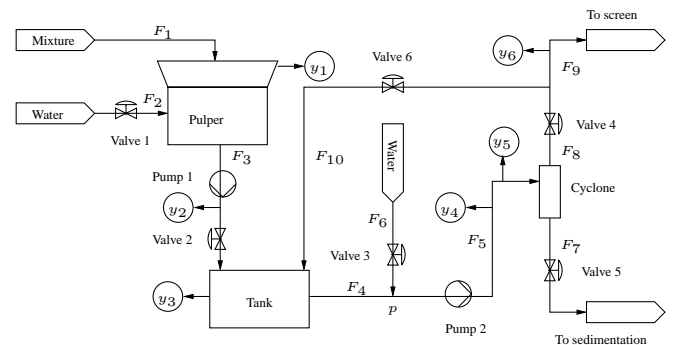 To screen
Mixture
F1
y1
Valve 6
y6
F9
Water
F2
Valve 1
Pulper
Water
Valve 4
y5
F3
F10
F8
Pump 1
Cyclone
y2
y4
F6
Valve 2
F5
Valve 3
F7
Valve 5
y3
Tank
F4
p
Pump 2
To sedimentation